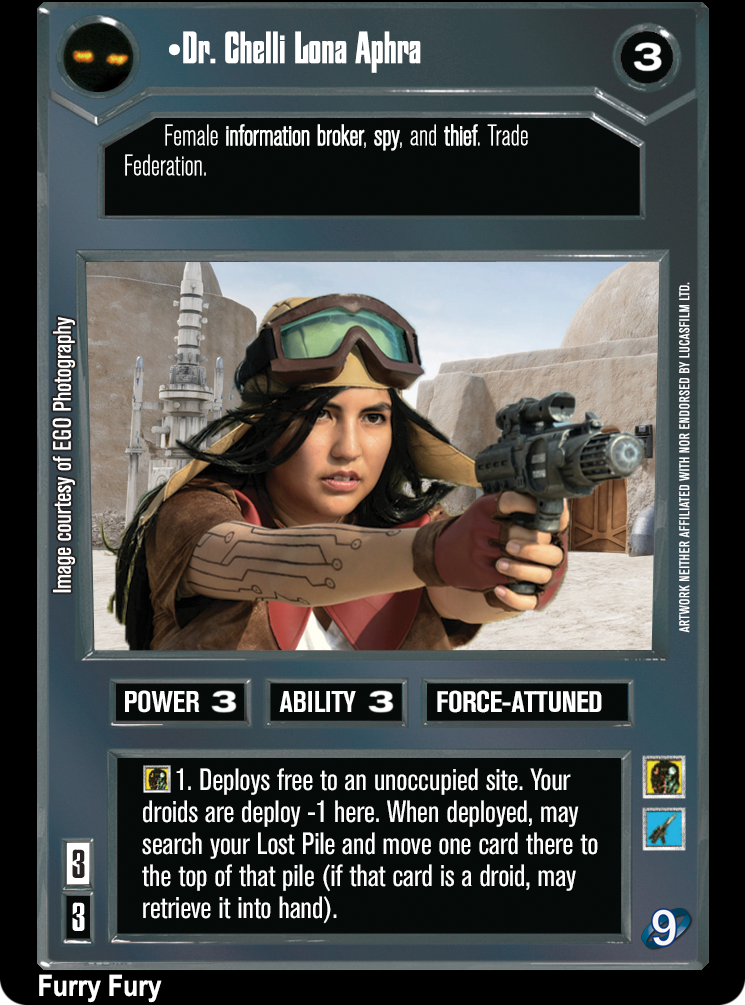 •Dr. Chelli Lona Aphra
3
Female information broker, spy, and thief. Trade
Federation.
Image courtesy of EGO Photography
ARTWORK NEITHER AFFILIATED WITH NOR ENDORSED BY LUCASFILM LTD.
POWER 3
ABILITY 3
FORCE-ATTUNED
1. Deploys free to an unoccupied site. Your
droids are deploy -1 here. When deployed, may
search your Lost Pile and move one card there to
the top of that pile (if that card is a droid, may
retrieve it into hand).
3
3
9
Furry Fury